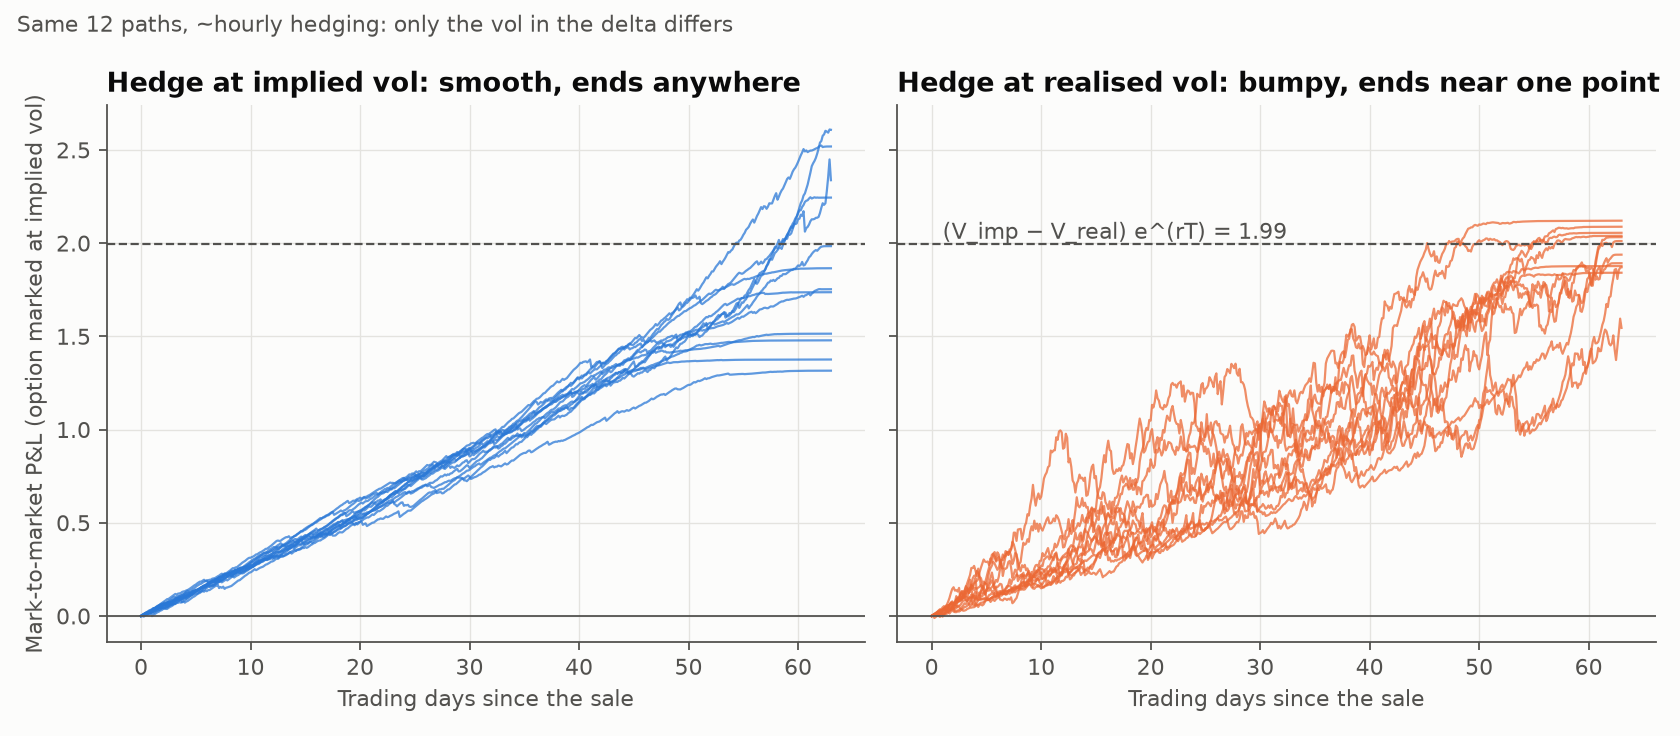 Same 12 paths, ~hourly hedging: only the vol in the delta differs
Hedge at implied vol: smooth, ends anywhere
Mark-to-market P&L (option marked at implied vol)
2.5
2.0
1.5
1.0
0.5
0.0
0 10 20 30 40 50 60
Trading days since the sale
Hedge at realised vol: bumpy, ends near one point
(V_imp − V_real) e^(rT) = 1.99
0 10 20 30 40 50 60
Trading days since the sale